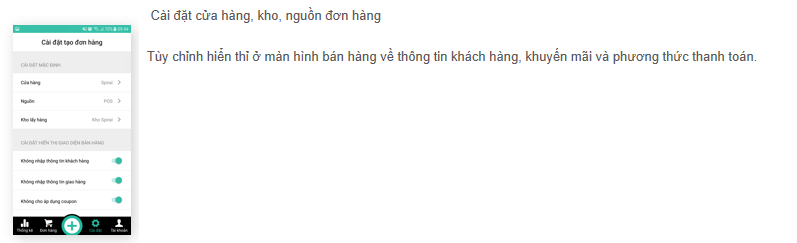 Cài đặt cửa hàng, kho, nguồn đơn hàng
Tùy chỉnh hiển thỉ ở màn hình bán hàng về thông tin khách hàng, khuyến mãi và phương thức thanh toán.
09:44
Cài đặt tạo đơn hàng
CÀI ĐẶT MẶC ĐỊNH
Cửa hàng Spiral
Nguồn POS
Kho lấy hàng Kho Spiral
CÀI ĐẶT HIỂN THỊ GIAO DIỆN BÁN HÀNG
Không nhập thông tin khách hàng
Không nhập thông tin giao hàng
Không cho áp dụng coupon
Thống kê Đơn hàng Cài đặt Tài khoản